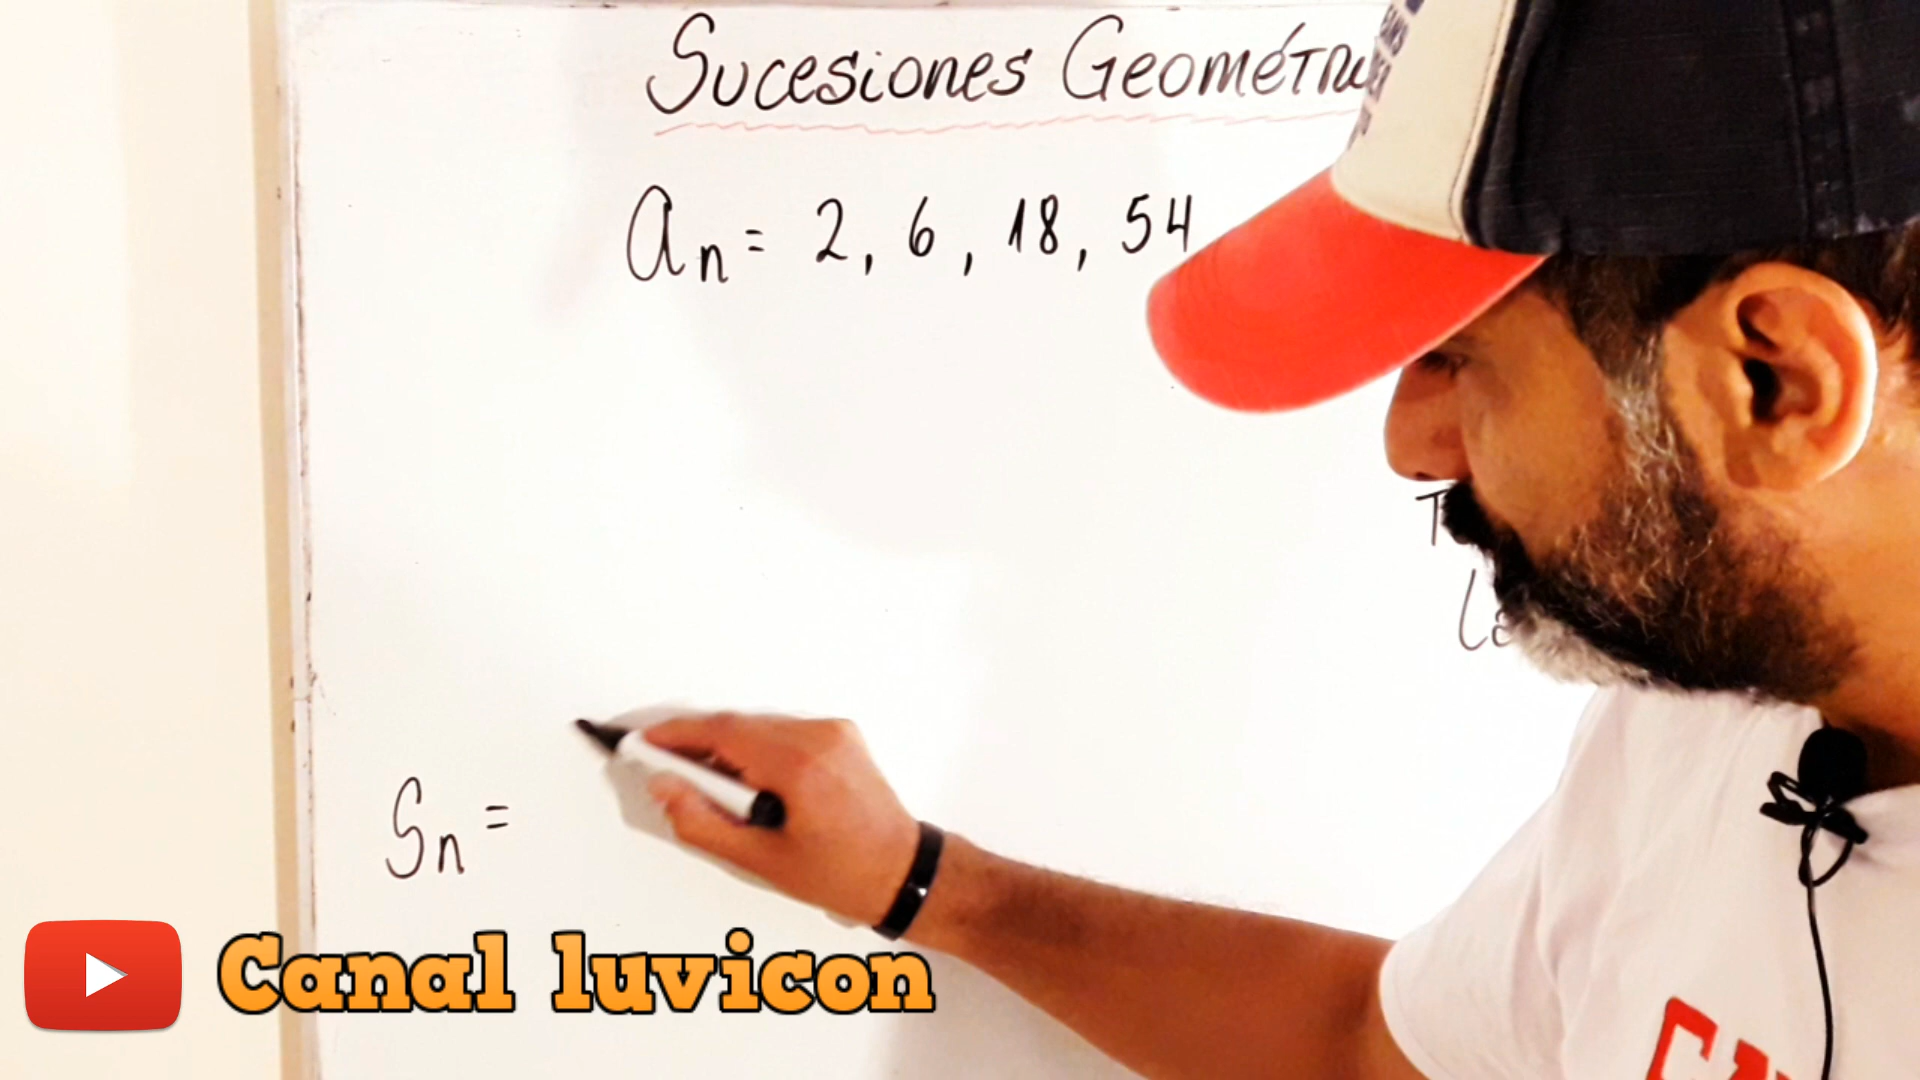 Sucesiones Geométri
an = 2, 6, 18, 54
Sn =
Canal luvicon